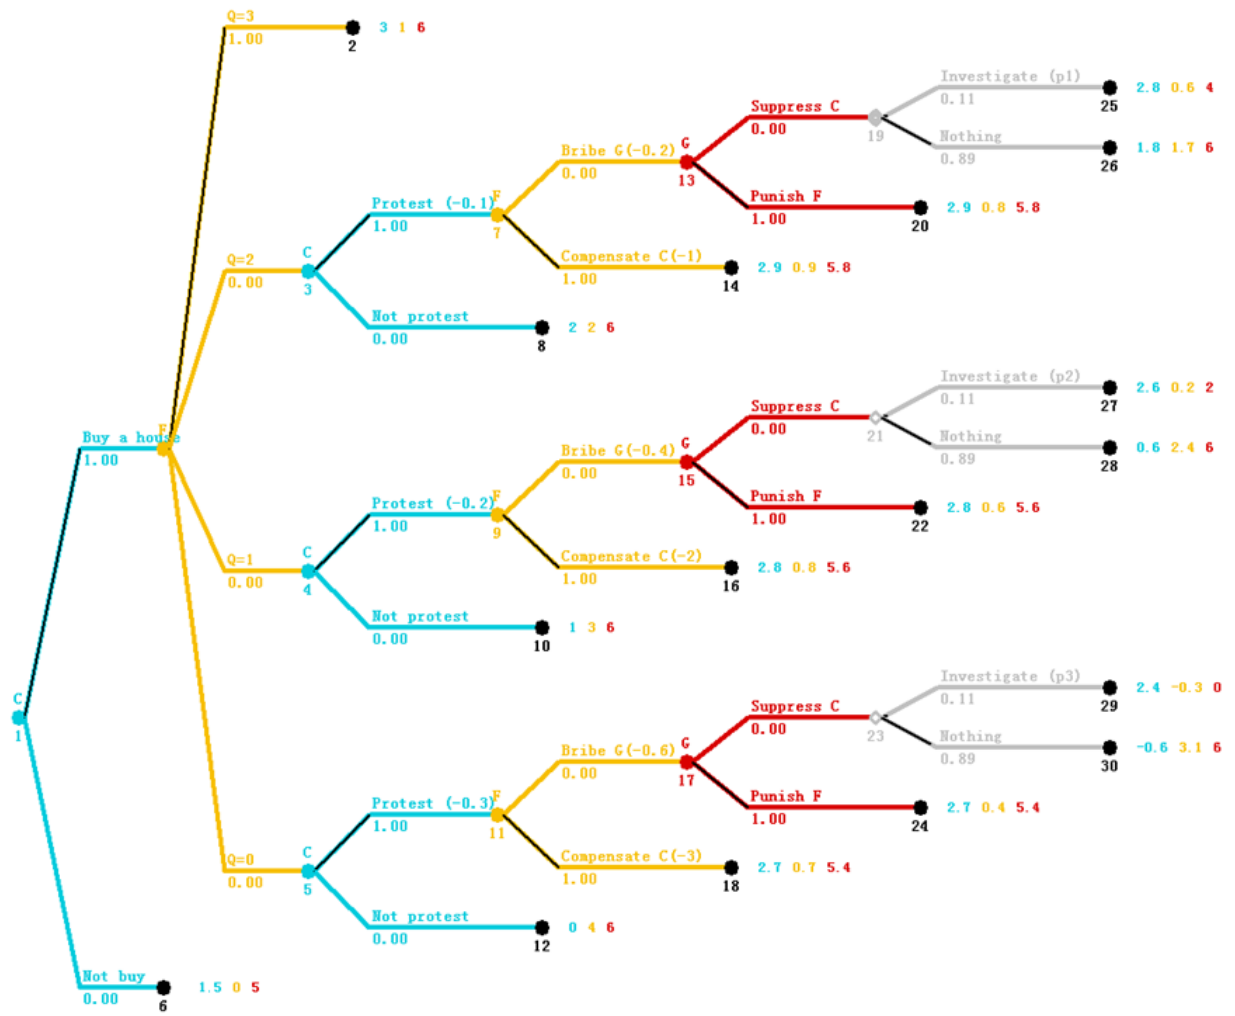 Q=3
1.00
2
3 1 6
Investigate (p1)
0.11
25
2.8 0.6 4
Suppress C
0.00
19
Nothing
0.89
26
1.8 1.7 6
Bribe G(-0.2)
0.00
G
13
Punish F
1.00
20
2.9 0.8 5.8
Protest (-0.1)
1.00
F
7
Compensate C(-1)
1.00
14
2.9 0.9 5.8
Q=2
0.00
C
3
Not protest
0.00
8
2 2 6
Investigate (p2)
0.11
27
2.6 0.2 2
Suppress C
0.00
21
Nothing
0.89
28
0.6 2.4 6
Buy a house
1.00
F
Bribe G(-0.4)
0.00
G
15
Punish F
1.00
22
2.8 0.6 5.6
Protest (-0.2)
1.00
F
9
Compensate C(-2)
1.00
16
2.8 0.8 5.6
Q=1
0.00
C
4
Not protest
0.00
10
1 3 6
Investigate (p3)
0.11
29
2.4 -0.3 0
Suppress C
0.00
23
Nothing
0.89
30
-0.6 3.1 6
C
1
Bribe G(-0.6)
0.00
G
17
Punish F
1.00
24
2.7 0.4 5.4
Protest (-0.3)
1.00
F
11
Compensate C(-3)
1.00
18
2.7 0.7 5.4
Q=0
0.00
C
5
Not protest
0.00
12
0 4 6
Not buy
0.00
6
1.5 0 5